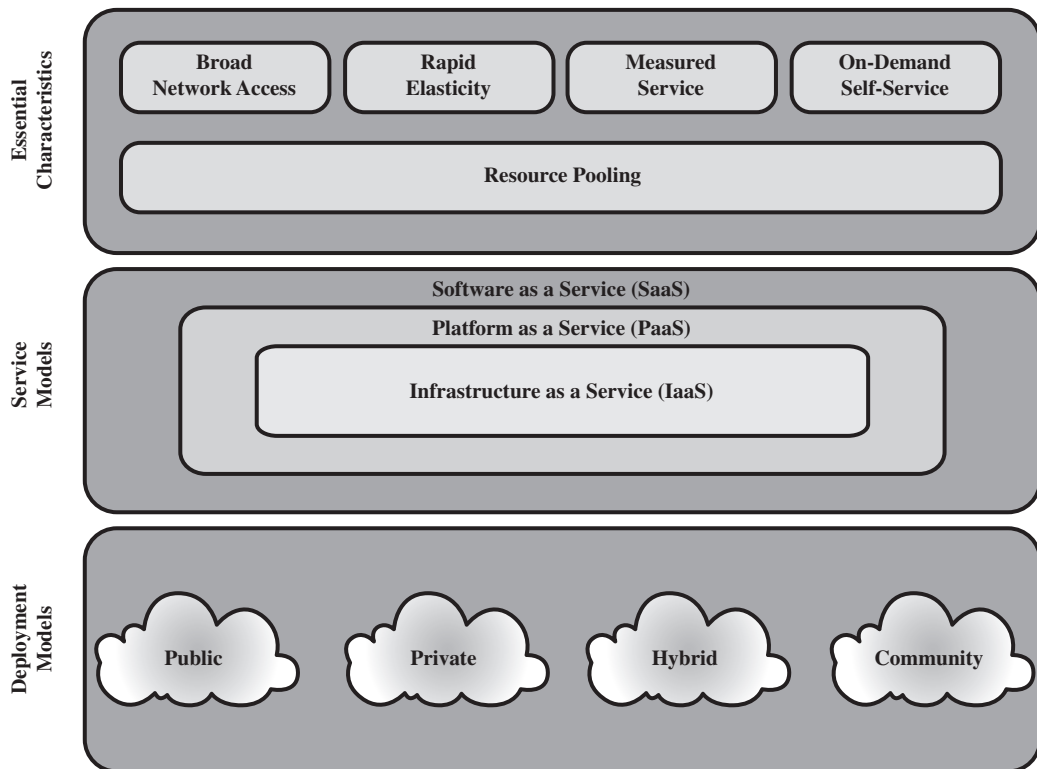 Essential
Characteristics
Broad
Network Access
Rapid
Elasticity
Measured
Service
On-Demand
Self-Service
Resource Pooling
Service
Models
Software as a Service (SaaS)
Platform as a Service (PaaS)
Infrastructure as a Service (IaaS)
Deployment
Models
Public
Private
Hybrid
Community